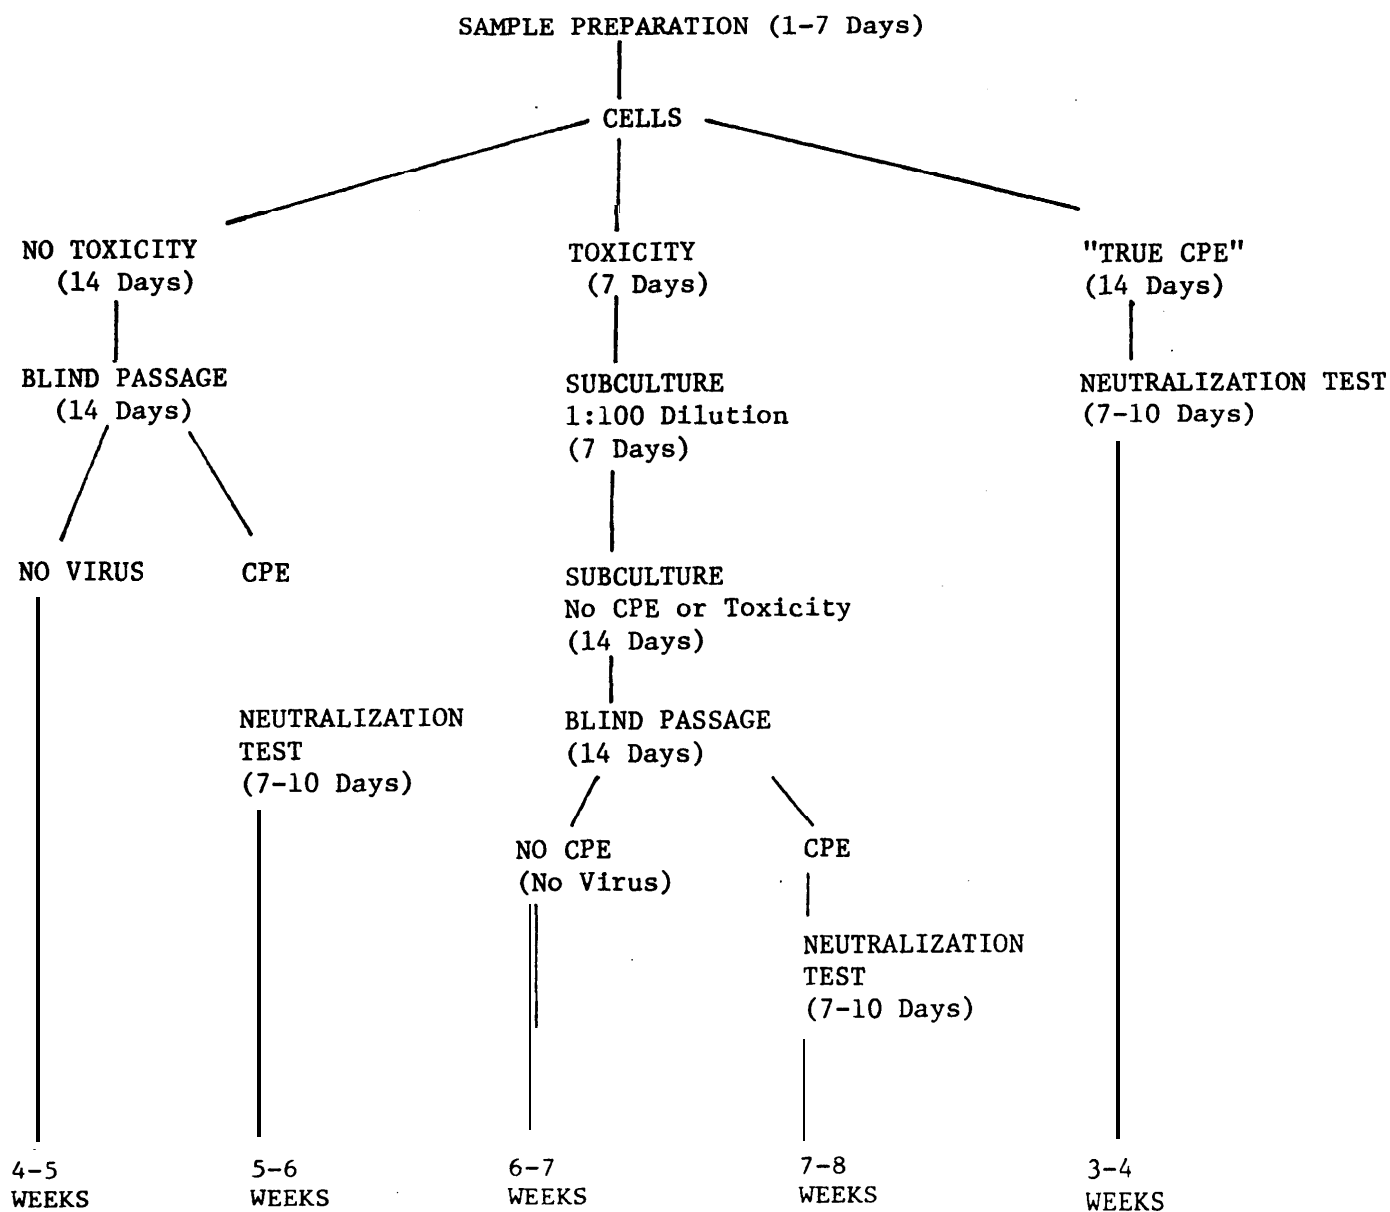 SAMPLE PREPARATION (1-7 Days)
CELLS
NO TOXICITY
(14 Days)
BLIND PASSAGE
(14 Days)
NO VIRUS
CPE
NEUTRALIZATION
TEST
(7-10 Days)
TOXICITY
(7 Days)
SUBCULTURE
1:100 Dilution
(7 Days)
SUBCULTURE
No CPE or Toxicity
(14 Days)
BLIND PASSAGE
(14 Days)
NO CPE
(No Virus)
CPE
NEUTRALIZATION
TEST
(7-10 Days)
"TRUE CPE"
(14 Days)
NEUTRALIZATION TEST
(7-10 Days)
4-5
WEEKS
5-6
WEEKS
6-7
WEEKS
7-8
WEEKS
3-4
WEEKS